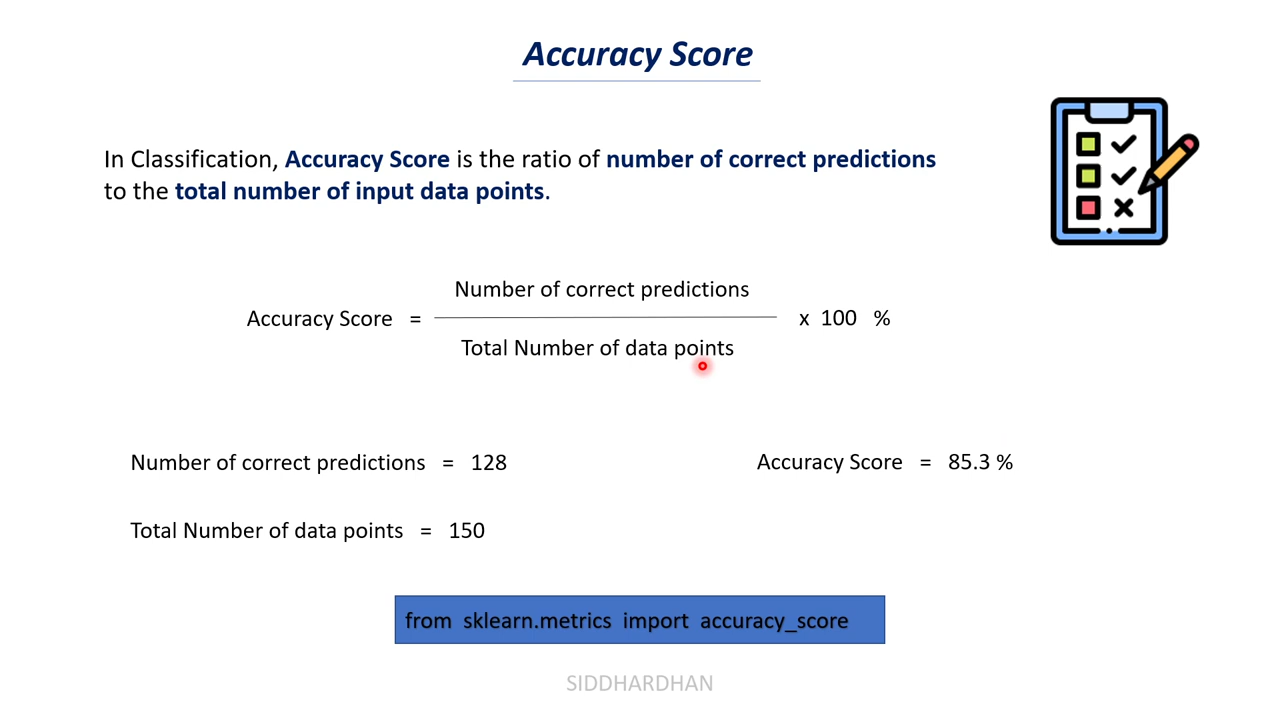 Accuracy Score
In Classification, Accuracy Score is the ratio of number of correct predictions
to the total number of input data points.
Number of correct predictions
Accuracy Score = x 100 %
Total Number of data points
Number of correct predictions = 128
Accuracy Score = 85.3 %
Total Number of data points = 150
from sklearn.metrics import accuracy_score
SIDDHARDHAN